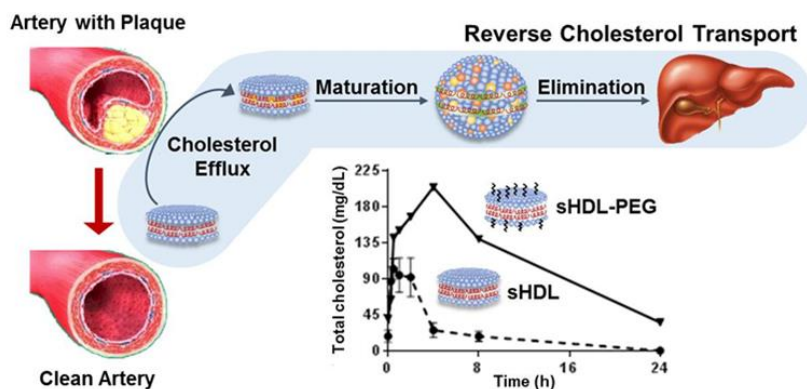 Artery with Plaque
Reverse Cholesterol Transport
Maturation
Elimination
Cholesterol
Efflux
Clean Artery
Total cholesterol (mg/dL)
225
180
135
90
45
0
sHDL-PEG
sHDL
0
8
16
24
Time (h)